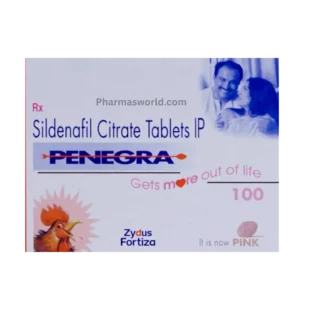 Pharmasworld.com
Rx
Sildenafil Citrate Tablets IP
PENEGRA
Gets more out of life
100
Zydus
Fortiza
It is now PINK